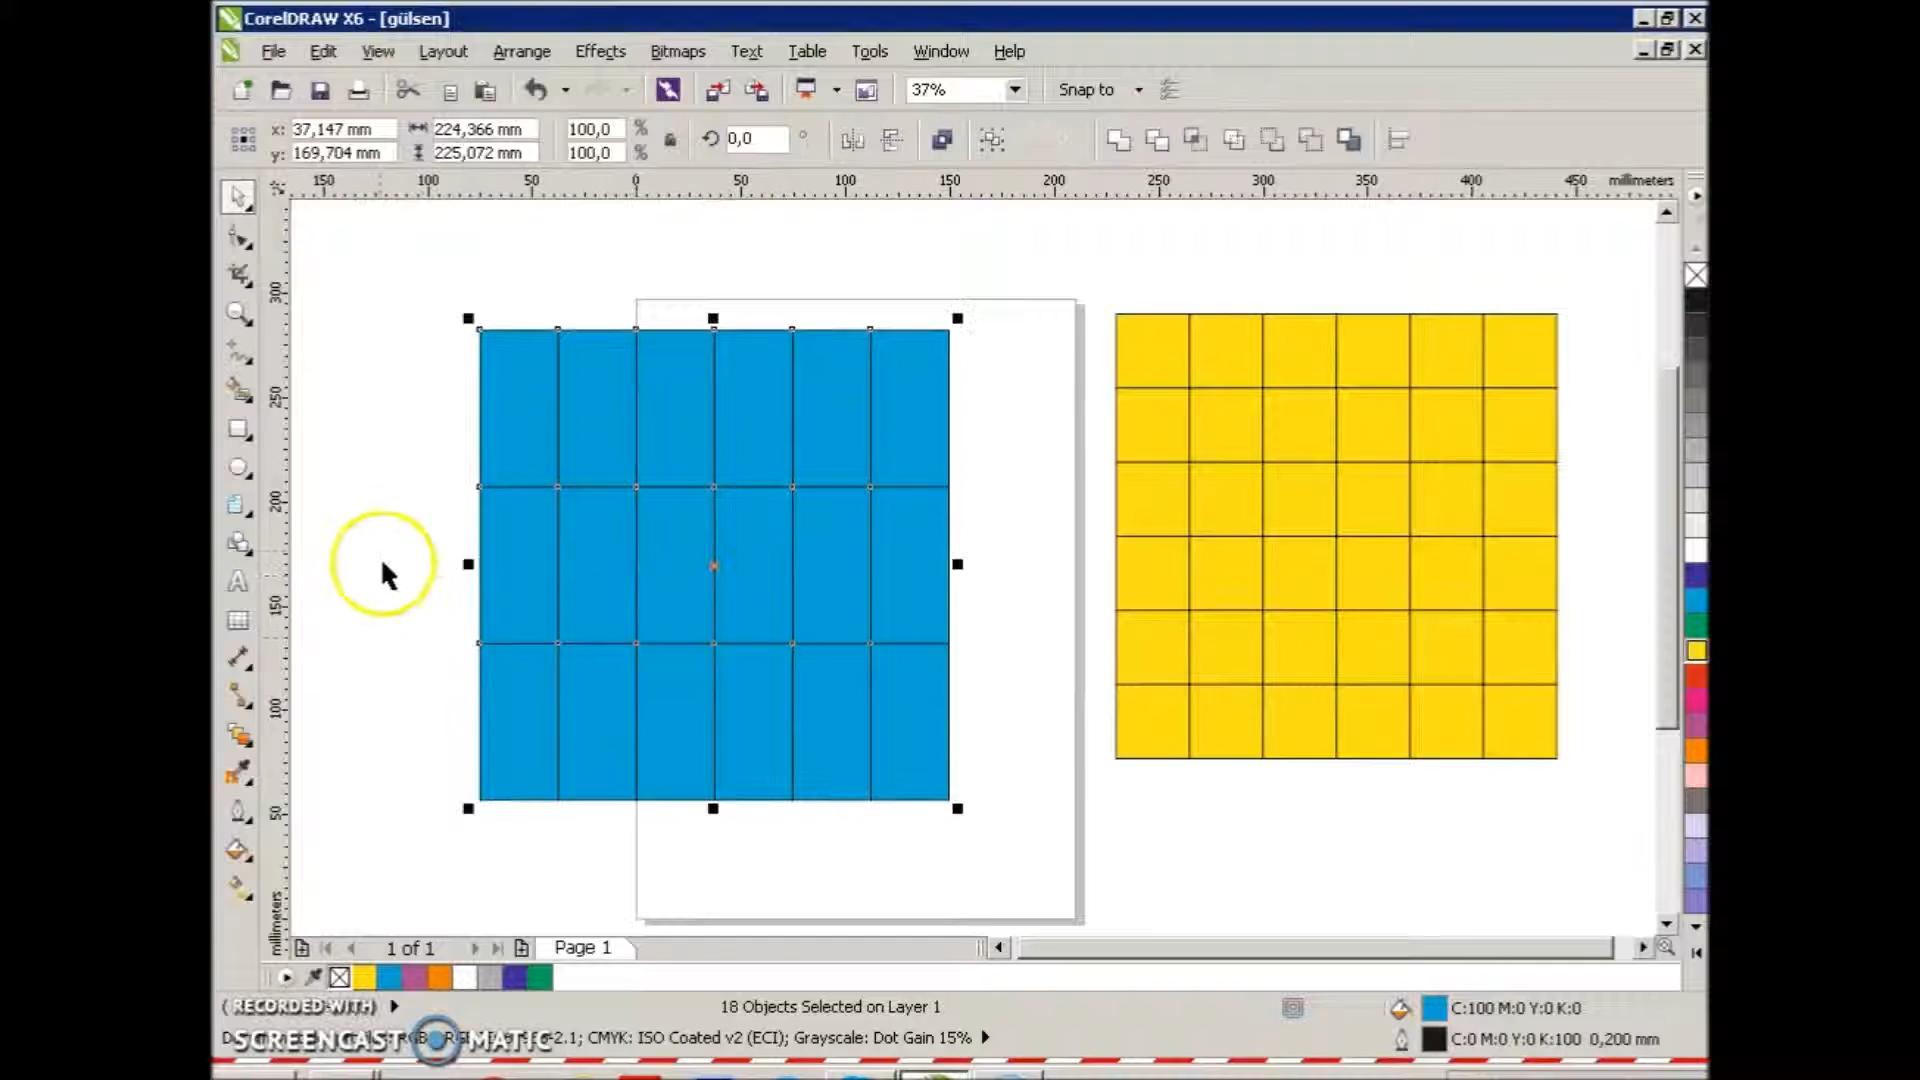 CorelDRAW X6 - [gülsen]
File Edit View Layout Arrange Effects Bitmaps Text Table Tools Window Help
37% Snap to
x: 37,147 mm 224,366 mm 100,0 % 0,0 °
y: 169,704 mm 225,072 mm 100,0 %
150 100 50 0 50 100 150 200 250 300 350 400 450 millimeters
300
250
200
150
100
50
millimeters
1 of 1 Page 1
(RECORDED WITH) 18 Objects Selected on Layer 1 C:100 M:0 Y:0 K:0
SCREENCAST MATIC
-2.1; CMYK: ISO Coated v2 (ECI); Grayscale: Dot Gain 15% C:0 M:0 Y:0 K:100 0,200 mm